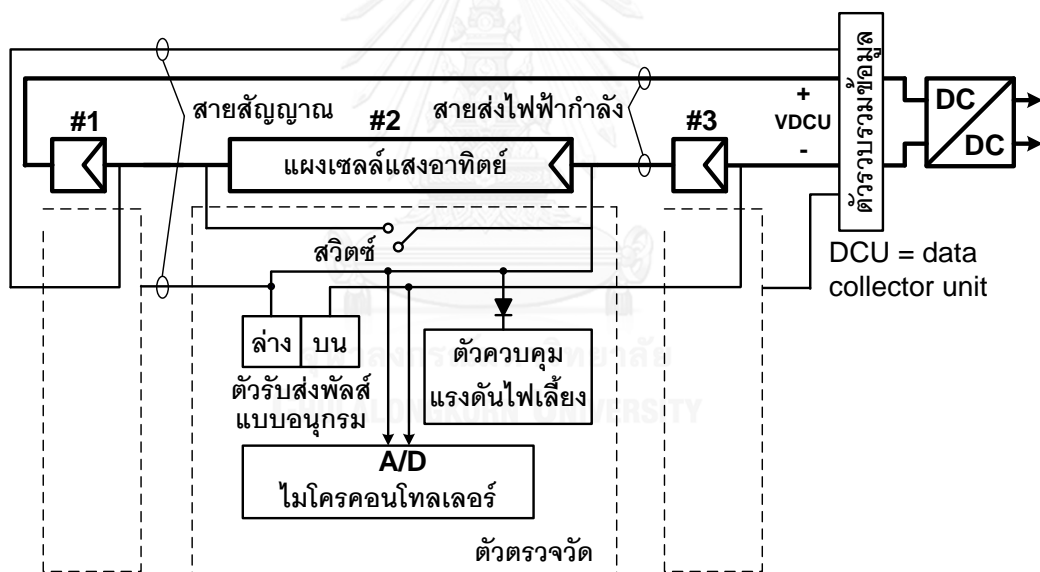 สายสัญญาณ
สายส่งไฟฟ้ากำลัง
#1
#2
#3
แผงเซลล์แสงอาทิตย์
+
VDCU
-
ตัวรวบรวมข้อมูล
DC
DC
DCU = data
collector unit
สวิตซ์
ล่าง
บน
ตัวรับส่งพัลส์
แบบอนุกรม
ตัวควบคุม
แรงดันไฟเลี้ยง
A/D
ไมโครคอนโทลเลอร์
ตัวตรวจวัด